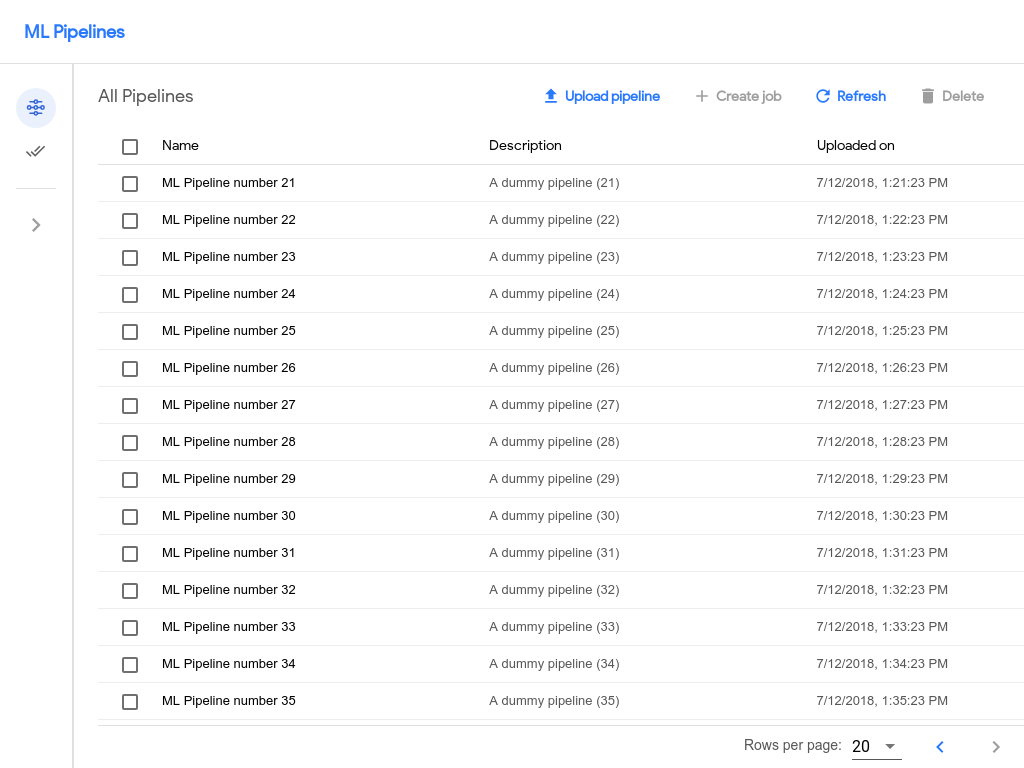 ML Pipelines
All Pipelines Upload pipeline Create job Refresh Delete
Name Description Uploaded on
ML Pipeline number 21 A dummy pipeline (21) 7/12/2018, 1:21:23 PM
ML Pipeline number 22 A dummy pipeline (22) 7/12/2018, 1:22:23 PM
ML Pipeline number 23 A dummy pipeline (23) 7/12/2018, 1:23:23 PM
ML Pipeline number 24 A dummy pipeline (24) 7/12/2018, 1:24:23 PM
ML Pipeline number 25 A dummy pipeline (25) 7/12/2018, 1:25:23 PM
ML Pipeline number 26 A dummy pipeline (26) 7/12/2018, 1:26:23 PM
ML Pipeline number 27 A dummy pipeline (27) 7/12/2018, 1:27:23 PM
ML Pipeline number 28 A dummy pipeline (28) 7/12/2018, 1:28:23 PM
ML Pipeline number 29 A dummy pipeline (29) 7/12/2018, 1:29:23 PM
ML Pipeline number 30 A dummy pipeline (30) 7/12/2018, 1:30:23 PM
ML Pipeline number 31 A dummy pipeline (31) 7/12/2018, 1:31:23 PM
ML Pipeline number 32 A dummy pipeline (32) 7/12/2018, 1:32:23 PM
ML Pipeline number 33 A dummy pipeline (33) 7/12/2018, 1:33:23 PM
ML Pipeline number 34 A dummy pipeline (34) 7/12/2018, 1:34:23 PM
ML Pipeline number 35 A dummy pipeline (35) 7/12/2018, 1:35:23 PM
Rows per page: 20